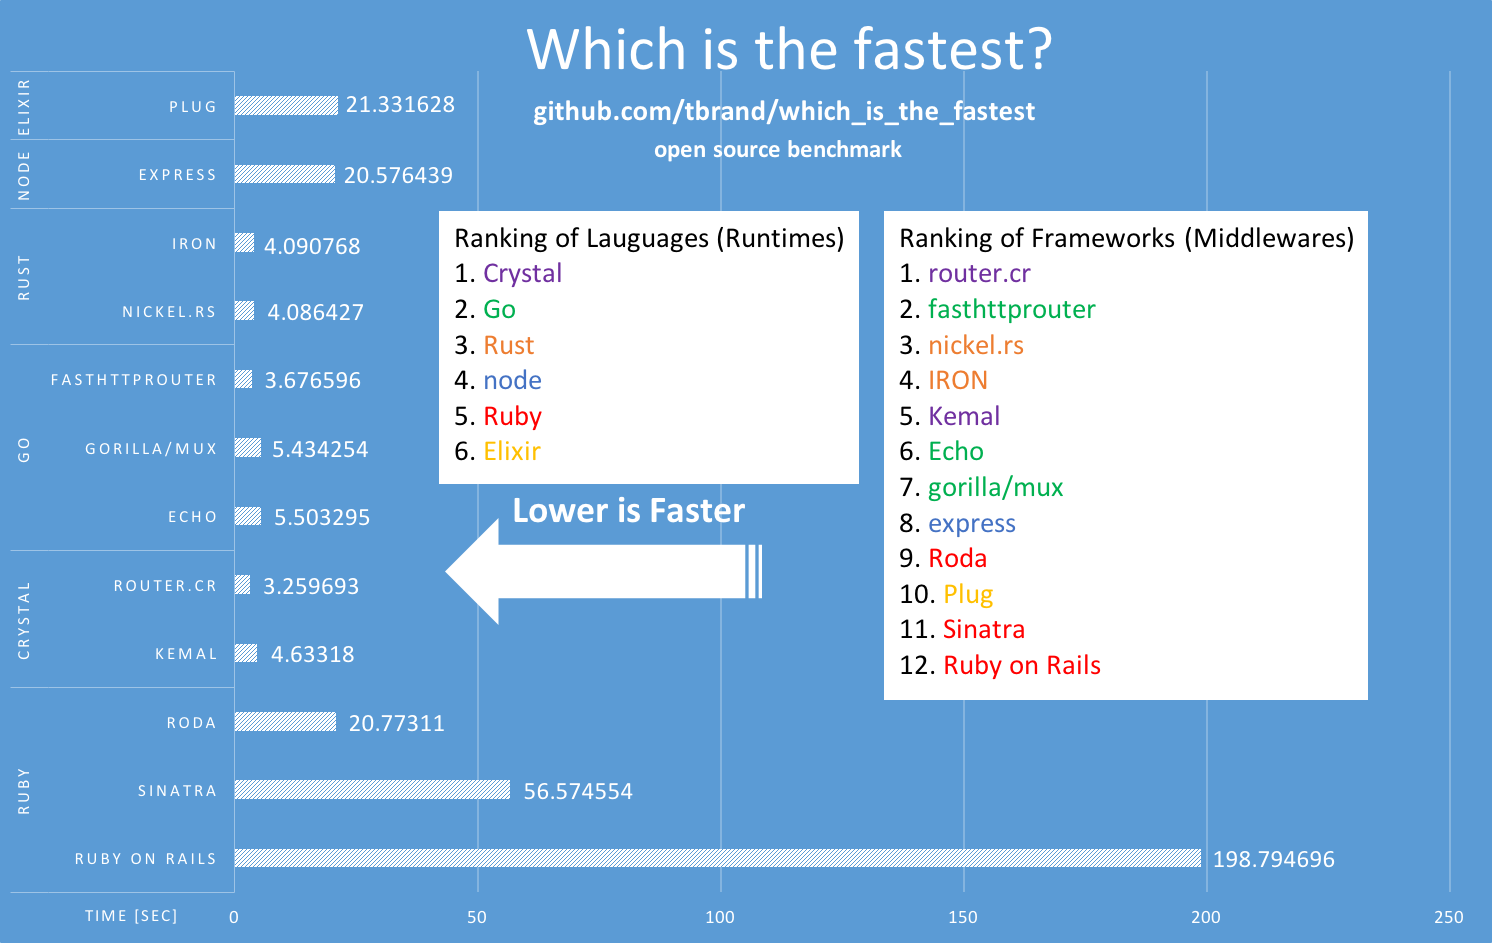 Which is the fastest?
github.com/tbrand/which_is_the_fastest
open source benchmark
ELIXIR
PLUG 21.331628
NODE
EXPRESS 20.576439
RUST
IRON 4.090768
NICKEL.RS 4.086427
GO
FASTHTTPROUTER 3.676596
GORILLA/MUX 5.434254
ECHO 5.503295
CRYSTAL
ROUTER.CR 3.259693
KEMAL 4.63318
RUBY
RODA 20.77311
SINATRA 56.574554
RUBY ON RAILS 198.794696
TIME [SEC] 0 50 100 150 200 250
Ranking of Lauguages (Runtimes)
1. Crystal
2. Go
3. Rust
4. node
5. Ruby
6. Elixir
Lower is Faster
Ranking of Frameworks (Middlewares)
1. router.cr
2. fasthttprouter
3. nickel.rs
4. IRON
5. Kemal
6. Echo
7. gorilla/mux
8. express
9. Roda
10. Plug
11. Sinatra
12. Ruby on Rails